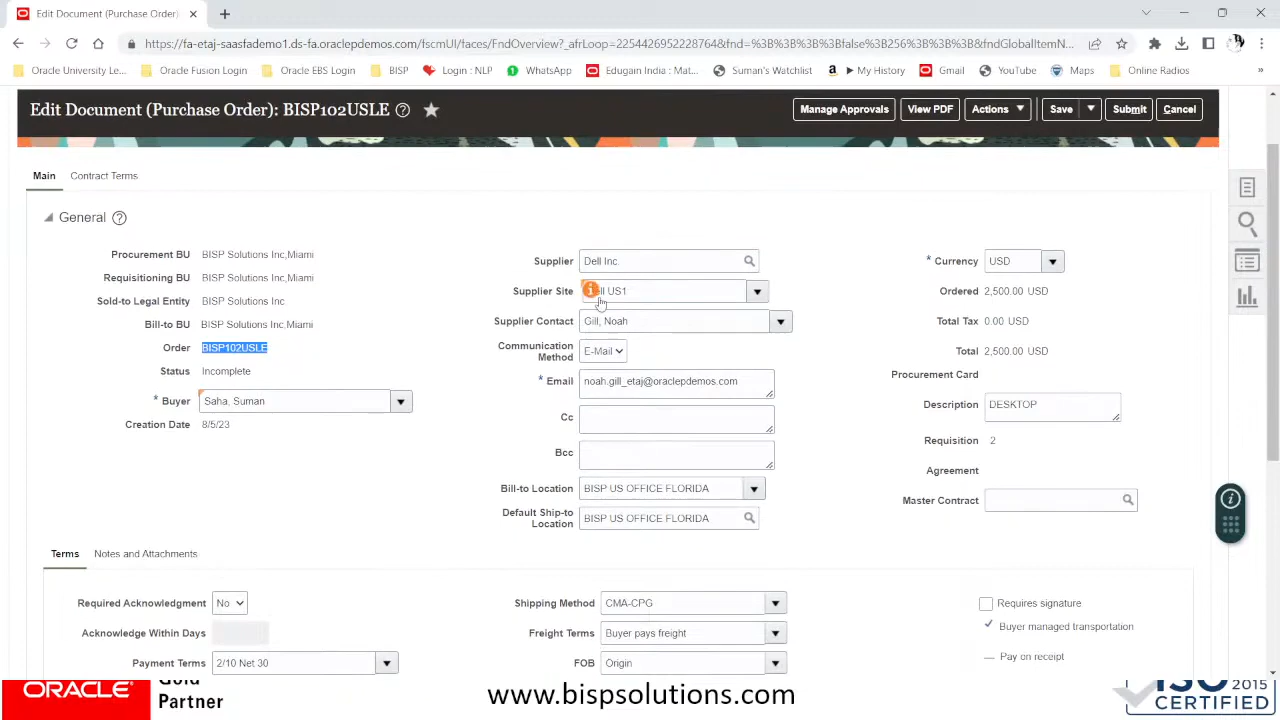 Edit Document (Purchase Order)
https://fa-etaj-saasfademo1.ds-fa.oraclepdemos.com/fscmUI/faces/FndOverview?_afrLoop=2254426952228764&fnd=%3B%3B%3B%3Bfalse%3B256%3B%3B%3B&fndGlobalItemN...
Oracle University Le... Oracle Fusion Login Oracle EBS Login BISP Login : NLP WhatsApp Edugain India : Mat... Suman's Watchlist ▶ My History Gmail YouTube Maps Online Radios »
Edit Document (Purchase Order): BISP102USLE
Manage Approvals View PDF Actions Save Submit Cancel
Main Contract Terms
General
Procurement BU BISP Solutions Inc,Miami
Requisitioning BU BISP Solutions Inc,Miami
Sold-to Legal Entity BISP Solutions Inc
Bill-to BU BISP Solutions Inc,Miami
Order BISP102USLE
Status Incomplete
* Buyer Saha, Suman
Creation Date 8/5/23
Supplier Dell Inc.
Supplier Site US1
Supplier Contact Gill, Noah
Communication
Method E-Mail
* Email noah.gill_etaj@oraclepdemos.com
Cc
Bcc
Bill-to Location BISP US OFFICE FLORIDA
Default Ship-to
Location BISP US OFFICE FLORIDA
* Currency USD
Ordered 2,500.00 USD
Total Tax 0.00 USD
Total 2,500.00 USD
Procurement Card
Description DESKTOP
Requisition 2
Agreement
Master Contract
Terms Notes and Attachments
Required Acknowledgment No
Acknowledge Within Days
Payment Terms 2/10 Net 30
Shipping Method CMA-CPG
Freight Terms Buyer pays freight
FOB Origin
Requires signature
Buyer managed transportation
Pay on receipt
ORACLE
Gold
Partner
www.bispsolutions.com
ISO 2015
CERTIFIED